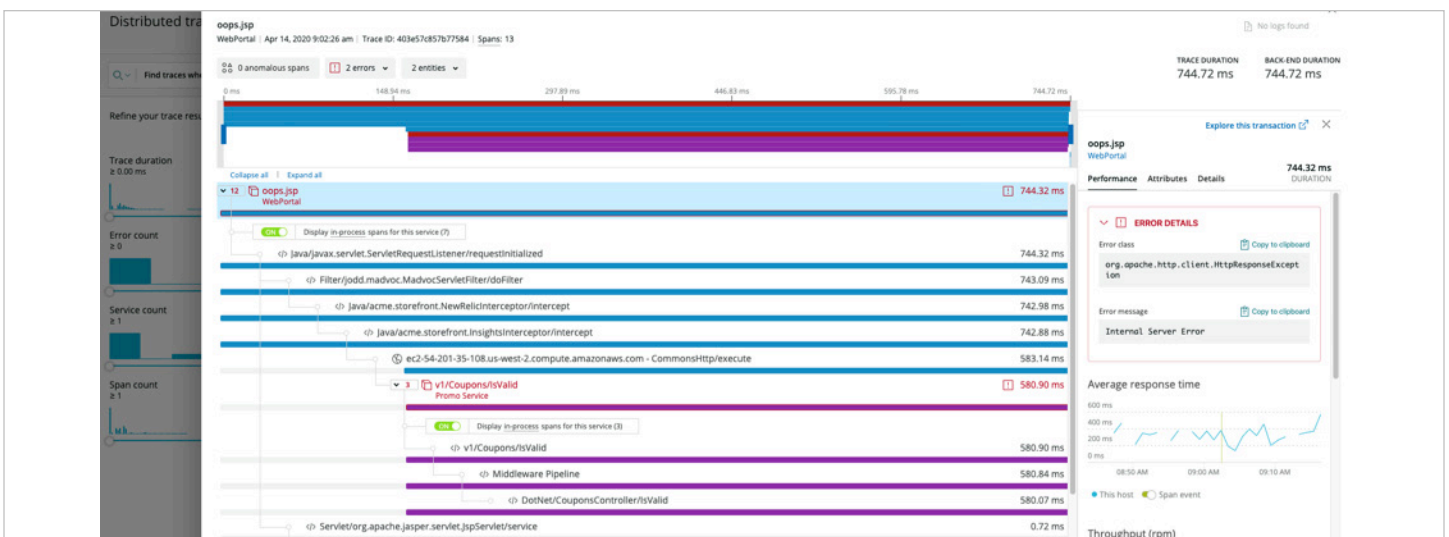 Distributed tra
Find traces whe
Refine your trace resu
Trace duration
≥ 0.00 ms
Error count
≥ 0
Service count
≥ 1
Span count
≥ 1
oops.jsp
WebPortal | Apr 14, 2020 9:02:26 am | Trace ID: 403e57c857b77584 | Spans: 13
No logs found
0 anomalous spans
2 errors
2 entities
TRACE DURATION
744.72 ms
BACK-END DURATION
744.72 ms
0 ms 148.94 ms 297.89 ms 446.83 ms 595.78 ms 744.72 ms
Collapse all | Expand all
12 oops.jsp 744.32 ms
WebPortal
ON Display in-process spans for this service (7)
</> Java/javax.servlet.ServletRequestListener/requestInitialized 744.32 ms
</> Filter/jodd.madvoc.MadvocServletFilter/doFilter 743.09 ms
</> Java/acme.storefront.NewRelicInterceptor/intercept 742.98 ms
</> Java/acme.storefront.InsightsInterceptor/intercept 742.88 ms
ec2-54-201-35-108.us-west-2.compute.amazonaws.com - CommonsHttp/execute 583.14 ms
3 v1/Coupons/IsValid 580.90 ms
Promo Service
ON Display in-process spans for this service (3)
</> v1/Coupons/IsValid 580.90 ms
</> Middleware Pipeline 580.84 ms
</> DotNet/CouponsController/IsValid 580.07 ms
</> Servlet/org.apache.jasper.servlet.JspServlet/service 0.72 ms
Explore this transaction
oops.jsp
WebPortal
744.32 ms
DURATION
Performance Attributes Details
ERROR DETAILS
Error class Copy to clipboard
org.apache.http.client.HttpResponseExcept
ion
Error message Copy to clipboard
Internal Server Error
Average response time
600 ms
400 ms
200 ms
0 ms
08:50 AM 09:00 AM 09:10 AM
This host Span event
Throughput (rpm)